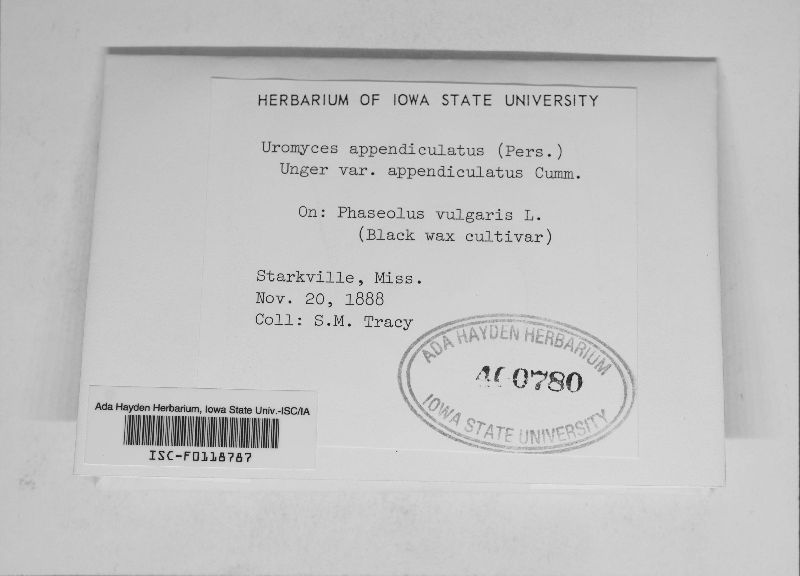 HERBARIUM OF IOWA STATE UNIVERSITY
Uromyces appendiculatus (Pers.)
Unger var. appendiculatus Cumm.
On: Phaseolus vulgaris L.
(Black wax cultivar)
Starkville, Miss.
Nov. 20, 1888
Coll: S.M. Tracy
ADA HAYDEN HERBARIUM
IOWA STATE UNIVERSITY
Ada Hayden Herbarium, Iowa State Univ.-ISC/IA
ISC-F0118787